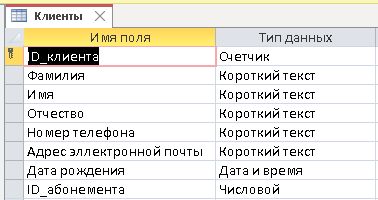 Клиенты
Имя поля Тип данных
ID_клиента Счетчик
Фамилия Короткий текст
Имя Короткий текст
Отчество Короткий текст
Номер телефона Короткий текст
Адрес эллектронной почты Короткий текст
Дата рождения Дата и время
ID_абонемента Числовой